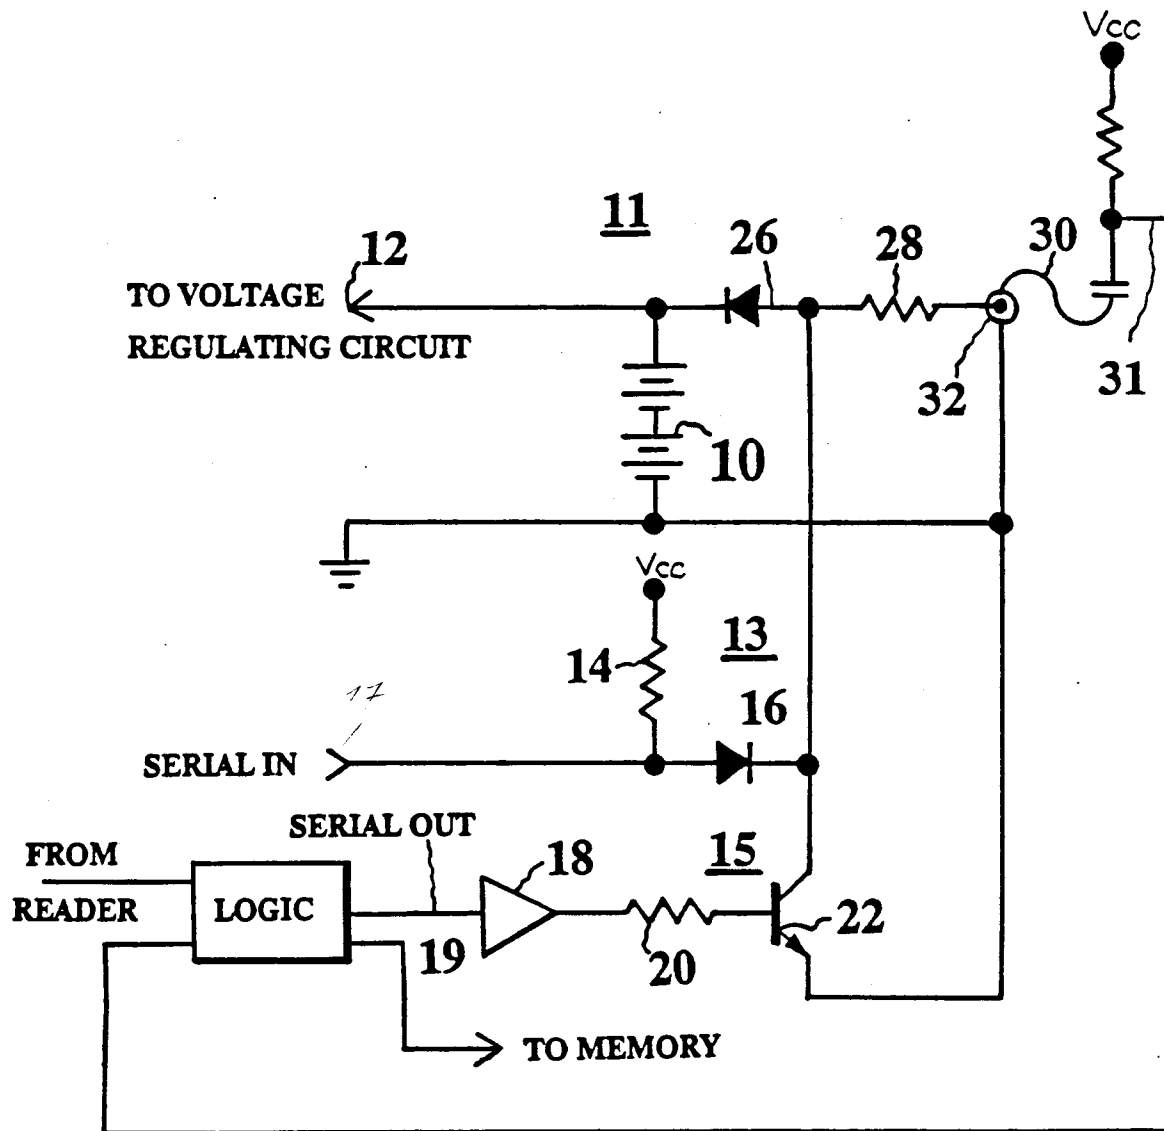 Vcc
11
26
28
30
12
TO VOLTAGE
REGULATING CIRCUIT
32
31
10
Vcc
13
14
17
16
SERIAL IN
SERIAL OUT
FROM
READER
LOGIC
18
15
22
19
20
TO MEMORY